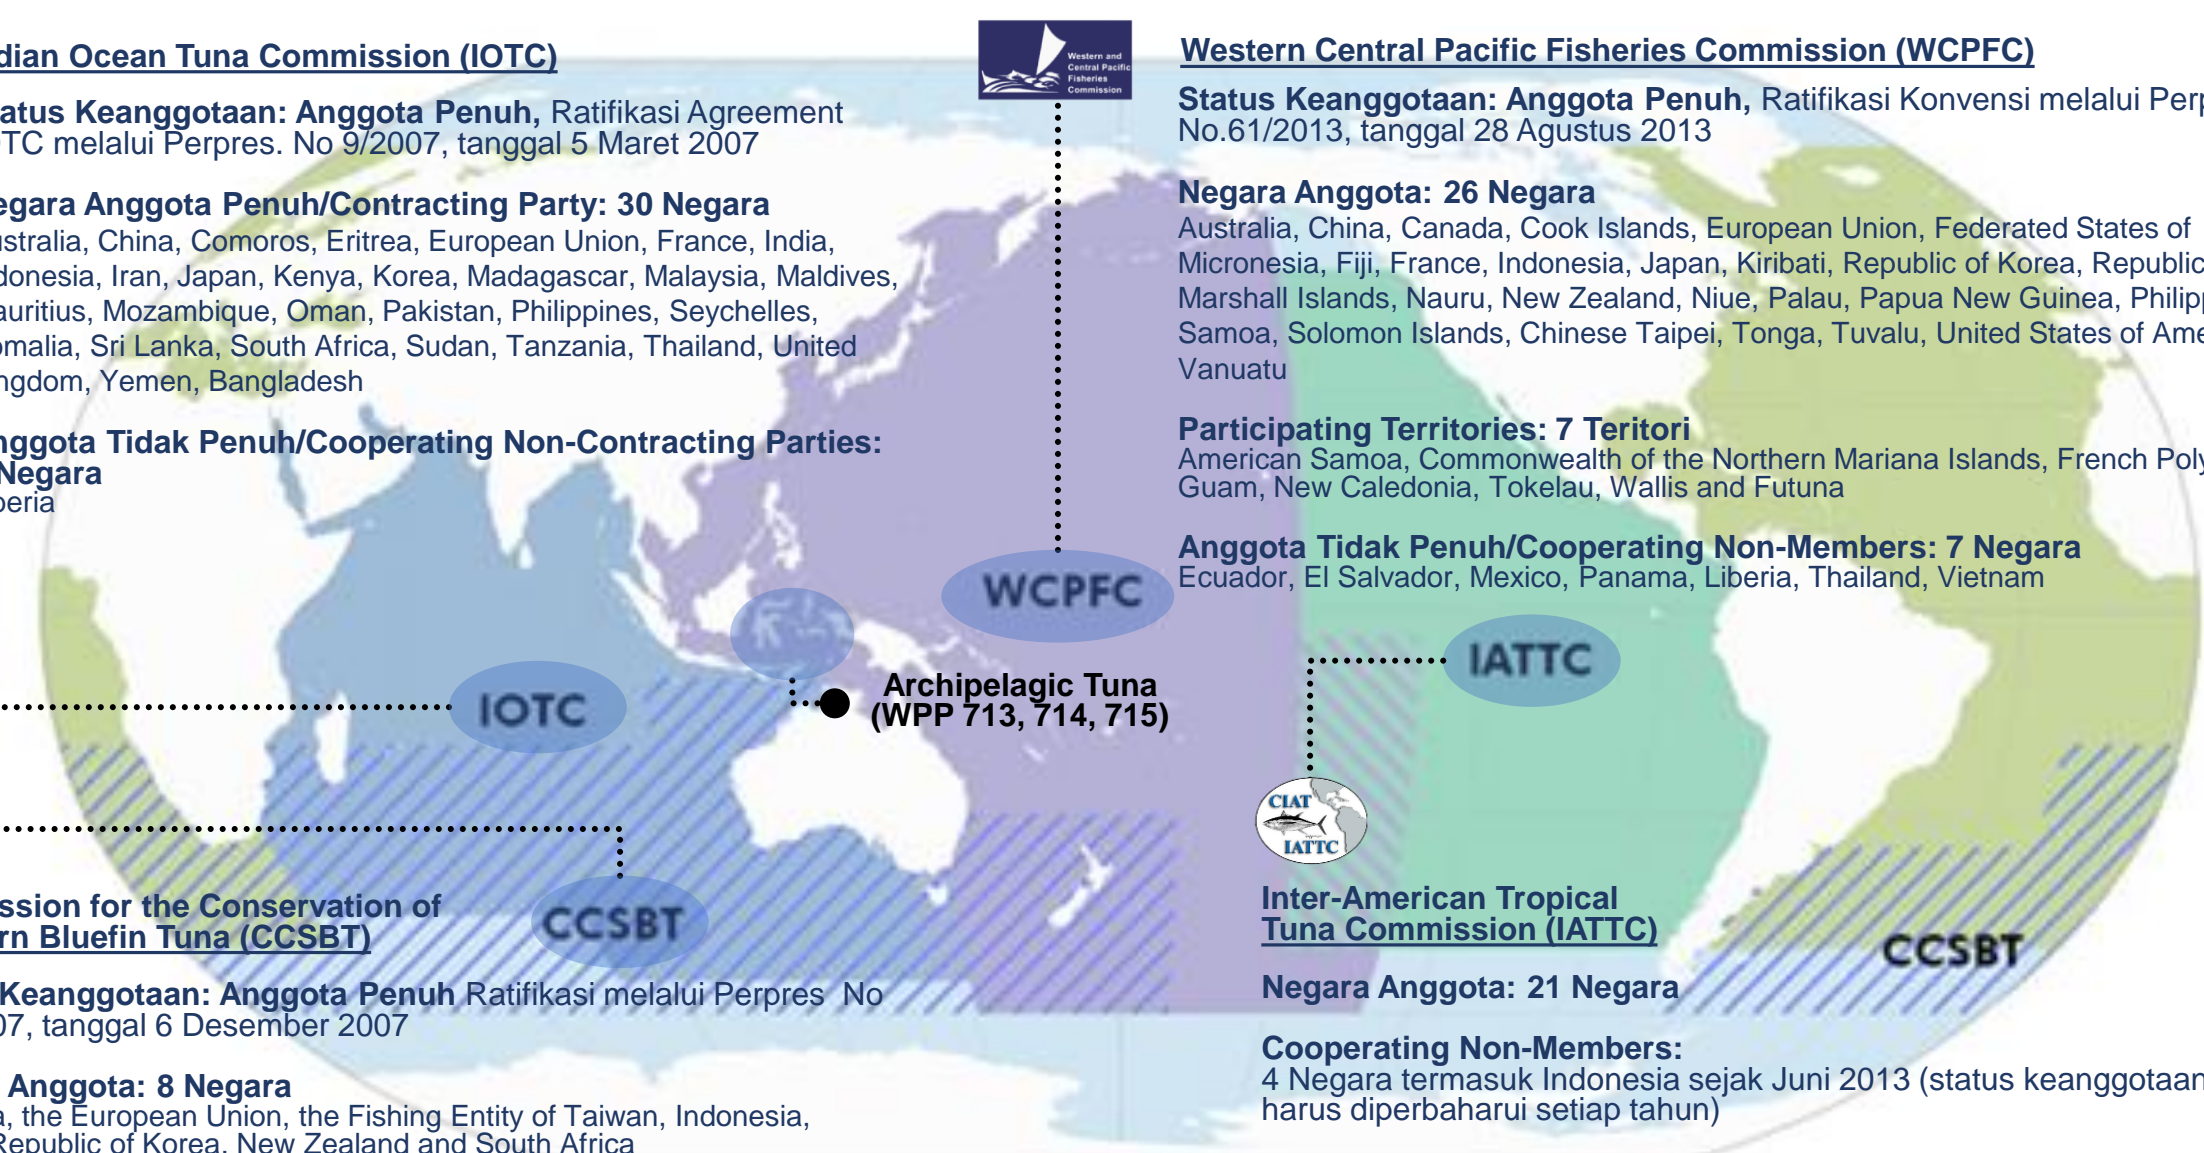 dian Ocean Tuna Commission (IOTC)
atus Keanggotaan: Anggota Penuh, Ratifikasi Agreement
TC melalui Perpres. No 9/2007, tanggal 5 Maret 2007
egara Anggota Penuh/Contracting Party: 30 Negara
ustralia, China, Comoros, Eritrea, European Union, France, India,
donesia, Iran, Japan, Kenya, Korea, Madagascar, Malaysia, Maldives,
auritius, Mozambique, Oman, Pakistan, Philippines, Seychelles,
omalia, Sri Lanka, South Africa, Sudan, Tanzania, Thailand, United
ngdom, Yemen, Bangladesh
nggota Tidak Penuh/Cooperating Non-Contracting Parties:
Negara
beria
Western and
Central Pacific
Fisheries
Commission
Western Central Pacific Fisheries Commission (WCPFC)
Status Keanggotaan: Anggota Penuh, Ratifikasi Konvensi melalui Perp
No.61/2013, tanggal 28 Agustus 2013
Negara Anggota: 26 Negara
Australia, China, Canada, Cook Islands, European Union, Federated States of
Micronesia, Fiji, France, Indonesia, Japan, Kiribati, Republic of Korea, Republic
Marshall Islands, Nauru, New Zealand, Niue, Palau, Papua New Guinea, Philipp
Samoa, Solomon Islands, Chinese Taipei, Tonga, Tuvalu, United States of Ame
Vanuatu
Participating Territories: 7 Teritori
American Samoa, Commonwealth of the Northern Mariana Islands, French Poly
Guam, New Caledonia, Tokelau, Wallis and Futuna
Anggota Tidak Penuh/Cooperating Non-Members: 7 Negara
Ecuador, El Salvador, Mexico, Panama, Liberia, Thailand, Vietnam
WCPFC
IATTC
IOTC
Archipelagic Tuna
(WPP 713, 714, 715)
CIAT
IATTC
CCSBT
CCSBT
ssion for the Conservation of
rn Bluefin Tuna (CCSBT)
Keanggotaan: Anggota Penuh Ratifikasi melalui Perpres No
07, tanggal 6 Desember 2007
Anggota: 8 Negara
a, the European Union, the Fishing Entity of Taiwan, Indonesia,
Republic of Korea, New Zealand and South Africa
Inter-American Tropical
Tuna Commission (IATTC)
Negara Anggota: 21 Negara
Cooperating Non-Members:
4 Negara termasuk Indonesia sejak Juni 2013 (status keanggotaan
harus diperbaharui setiap tahun)